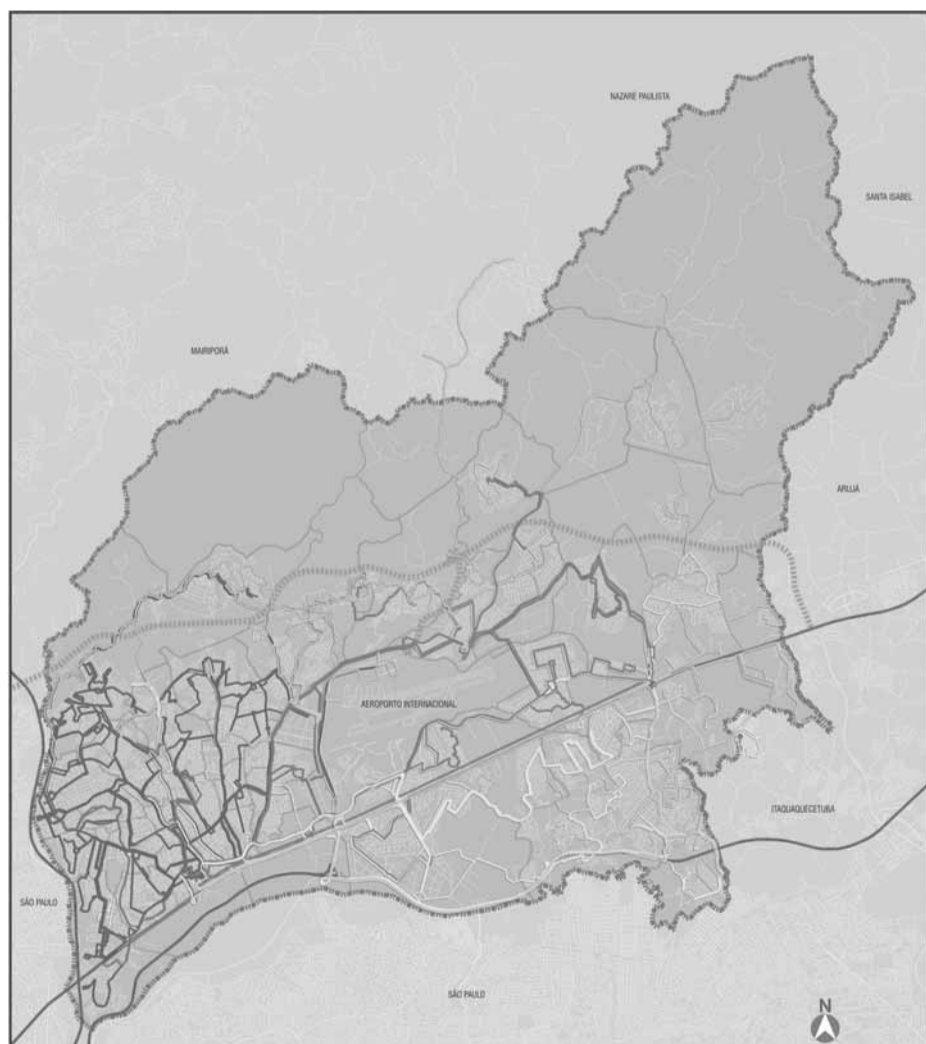 NAZARÉ PAULISTA
SANTA ISABEL
MAIRIPORÃ
ARUJÁ
AEROPORTO INTERNACIONAL
ITAQUAQUECETUBA
SÃO PAULO
SÃO PAULO
N